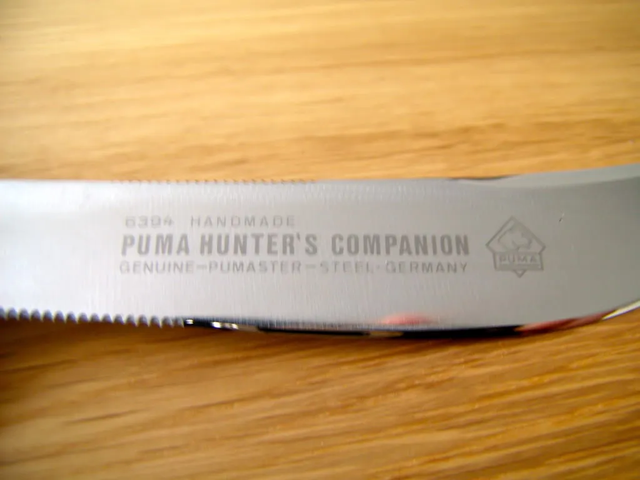 6394 HANDMADE
PUMA HUNTER'S COMPANION
GENUINE-PUMASTER-STEEL-GERMANY
PUMA